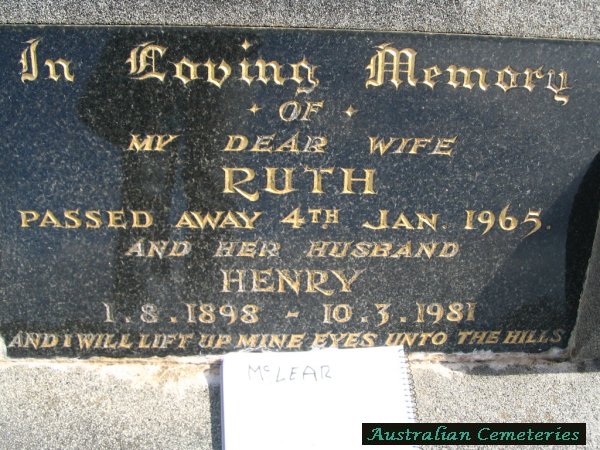 In Loving Memory
OF
MY DEAR WIFE
RUTH
PASSED AWAY 4TH JAN. 1965.
AND HER HUSBAND
HENRY
1.8.1898 - 10.3.1981
AND I WILL LIFT UP MINE EYES UNTO THE HILLS
McLEAR
Australian Cemeteries